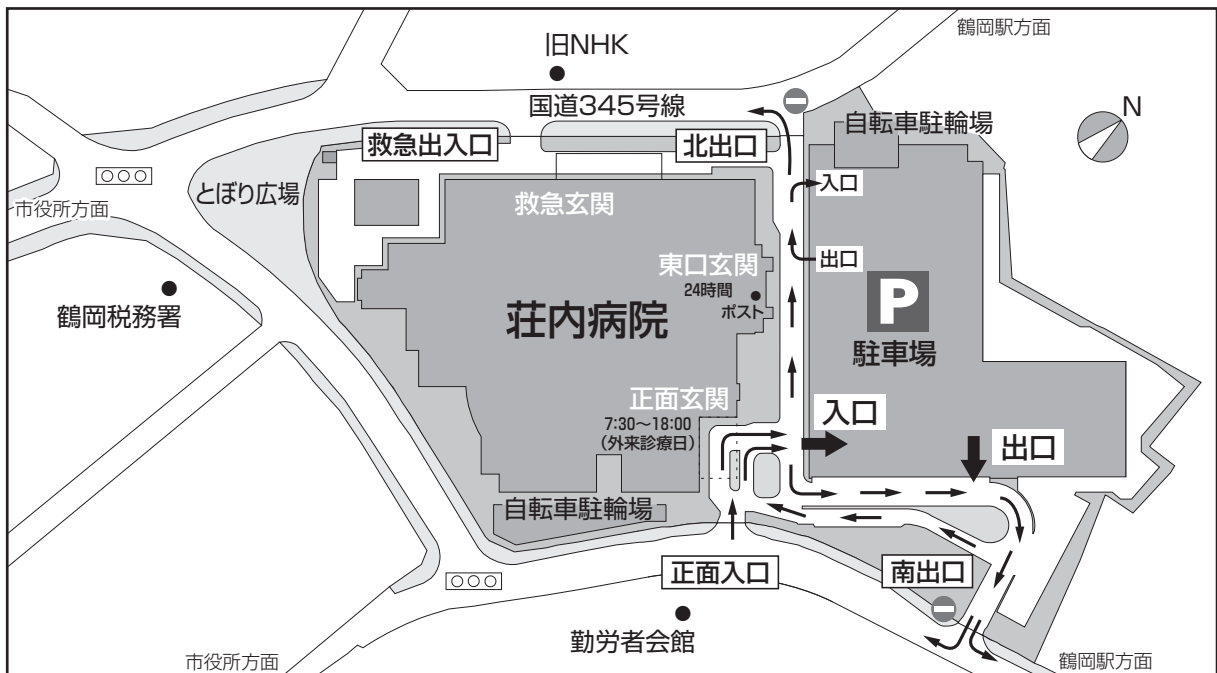 鶴岡駅方面
旧NHK
国道345号線
N
自転車駐輪場
救急出入口
北出口
とぼり広場
市役所方面
入口
救急玄関
東口玄関
24時間
ポスト
出口
P
駐車場
鶴岡税務署
荘内病院
正面玄関
7:30~18:00
(外来診療日)
入口
出口
自転車駐輪場
正面入口
南出口
勤労者会館
市役所方面
鶴岡駅方面